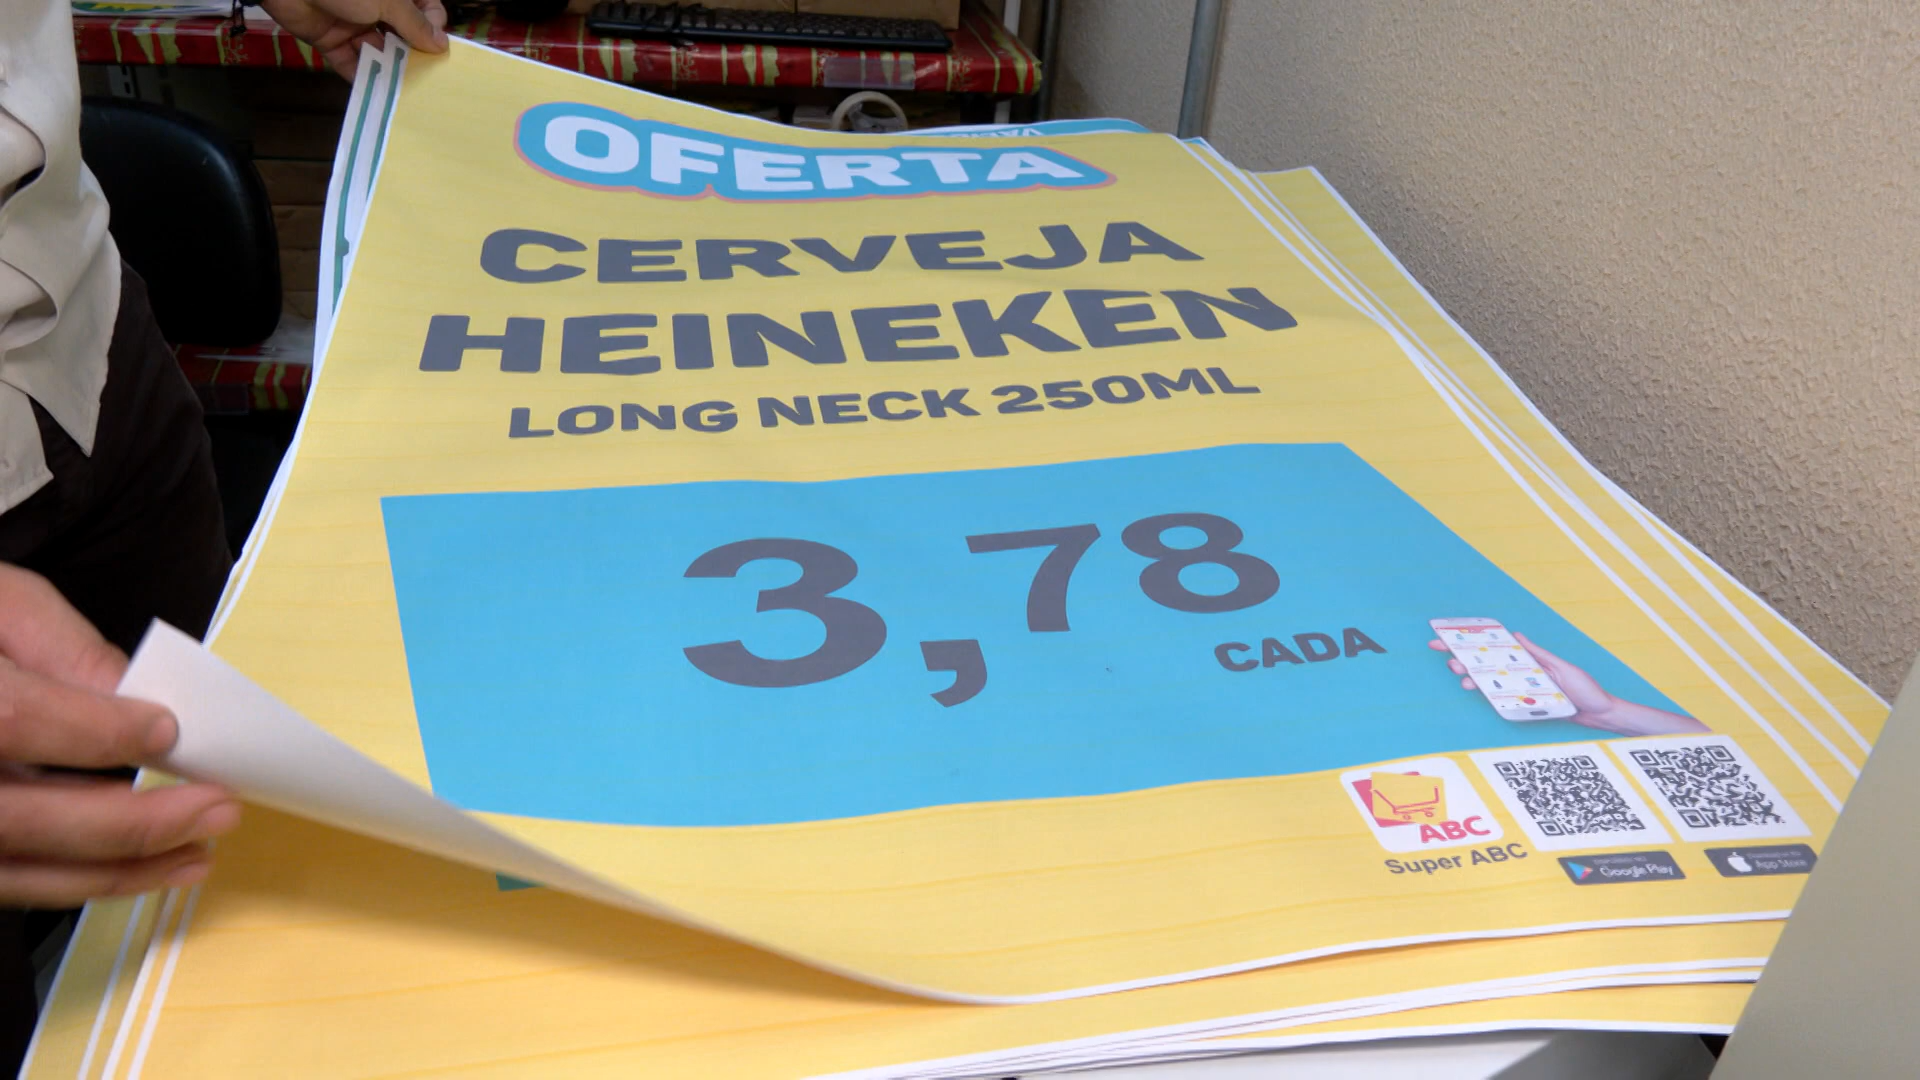 OFERTA
CERVEJA
HEINEKEN
LONG NECK 250ML
3,78
CADA
ABC
Super ABC
Google Play
App Store